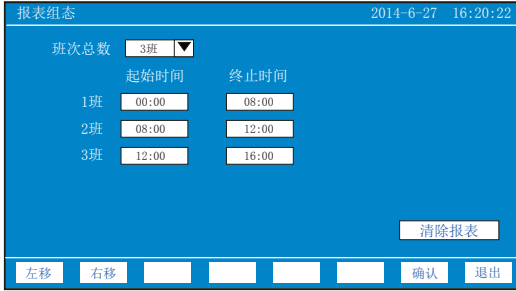 报表组态 2014-6-27 16:20:22
班次总数 3班
起始时间 终止时间
1班 00:00 08:00
2班 08:00 12:00
3班 12:00 16:00
清除报表
左移 右移 确认 退出